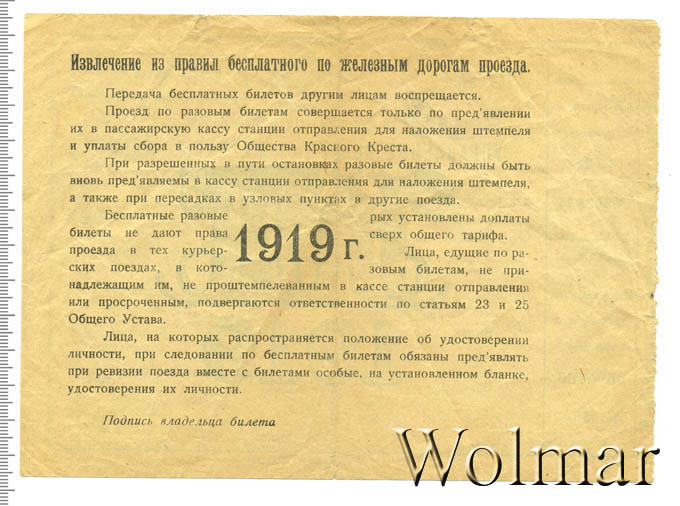 Извлечение из правил бесплатного по железным дорогам проезда.
Передача бесплатных билетов другим лицам воспрещается.
Проезд по разовым билетам совершается только по пред'явлении
их в пассажирскую кассу станции отправления для наложения штемпеля
и уплаты сбора в пользу Общества Красного Креста.
При разрешенных в пути остановках разовые билеты должны быть
вновь пред'являемы в кассу станции отправления для наложения штемпеля,
а также при пересадках в узловых пунктах в другие поезда.
Бесплатные разовые
билеты не дают права
проезда в тех курьер-
ских поездах, в кото-
1919 г.
рых установлены доплаты
сверх общего тарифа.
Лица, едущие по ра-
зовым билетам, не при-
надлежащим им, не проштемпелеванным в кассе станции отправления
или просроченным, подвергаются ответственности по статьям 23 и 25
Общего Устава.
Лица, на которых распространяется положение об удостоверении
личности, при следовании по бесплатным билетам обязаны пред'являть
при ревизии поезда вместе с билетами особые, на установленном бланке,
удостоверения их личности.
Подпись владельца билета
Wolmar